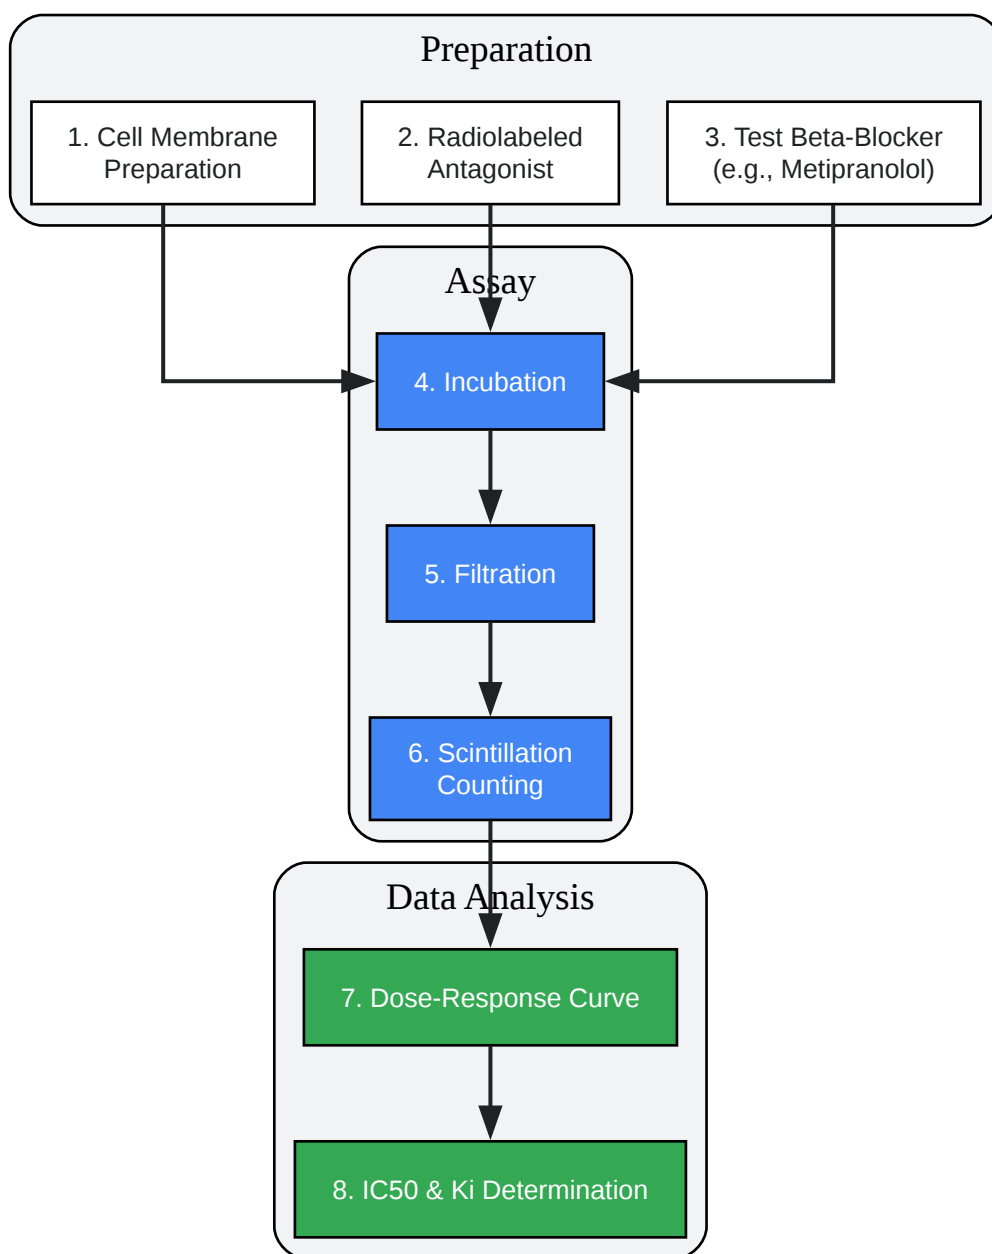 Preparation
1. Cell Membrane
Preparation
2. Radiolabeled
Antagonist
3. Test Beta-Blocker
(e.g., Metipranolol)
Assay
4. Incubation
5. Filtration
6. Scintillation
Counting
Data Analysis
7. Dose-Response Curve
8. IC50 & Ki Determination